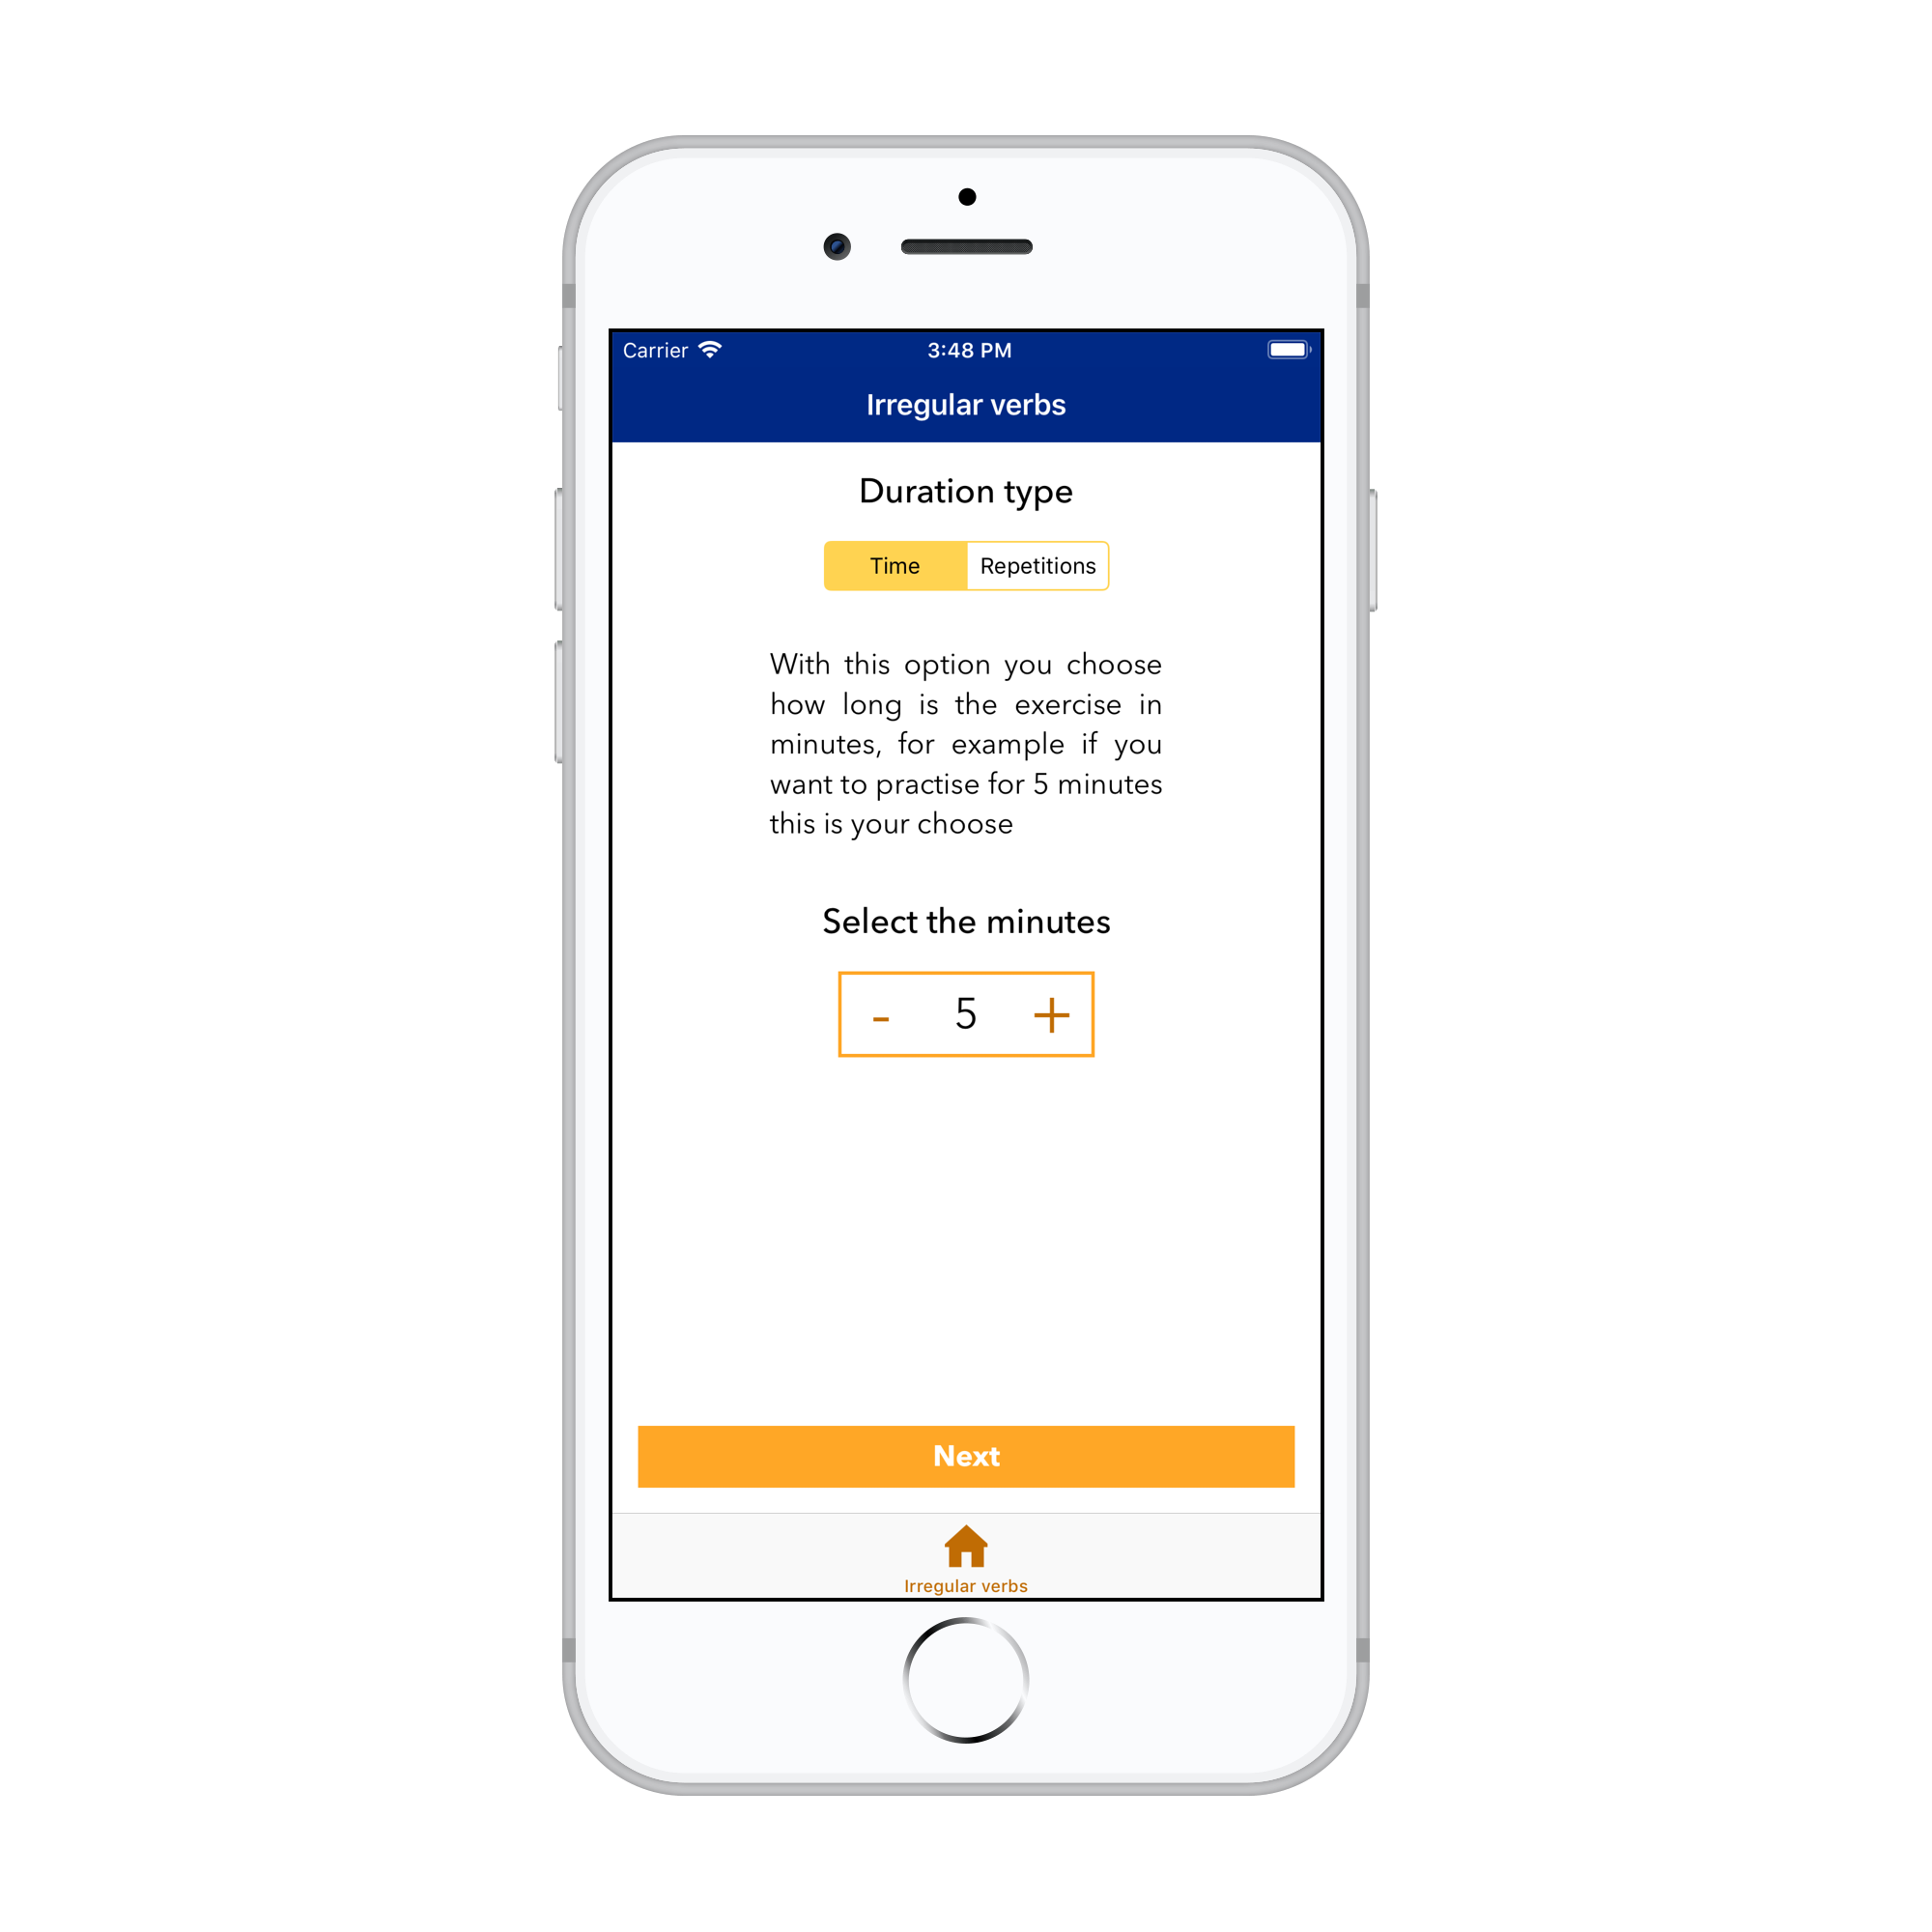 Carrier 3:48 PM
Irregular verbs
Duration type
Time Repetitions
With this option you choose
how long is the exercise in
minutes, for example if you
want to practise for 5 minutes
this is your choose
Select the minutes
- 5 +
Next
Irregular verbs